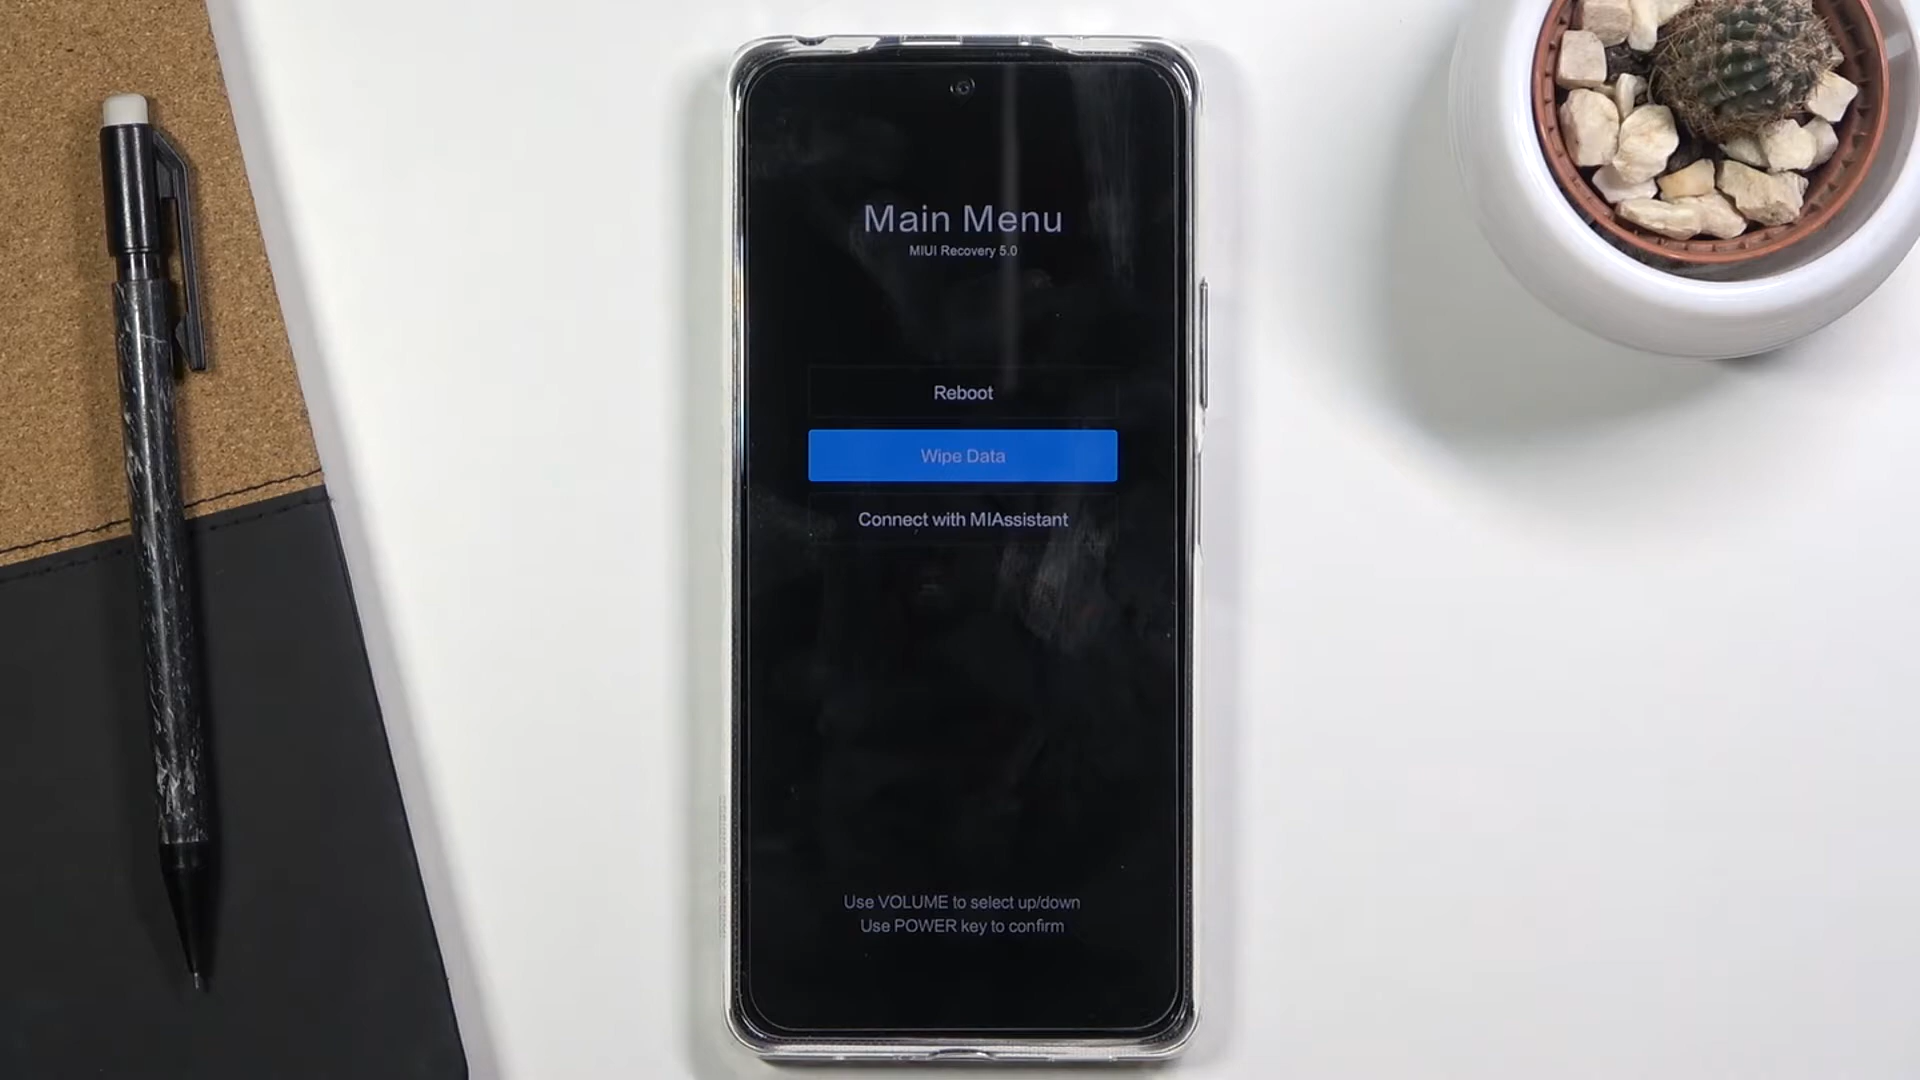 Main Menu
MIUI Recovery 5.0
Reboot
Wipe Data
Connect with MIAssistant
Use VOLUME to select up/down
Use POWER key to confirm